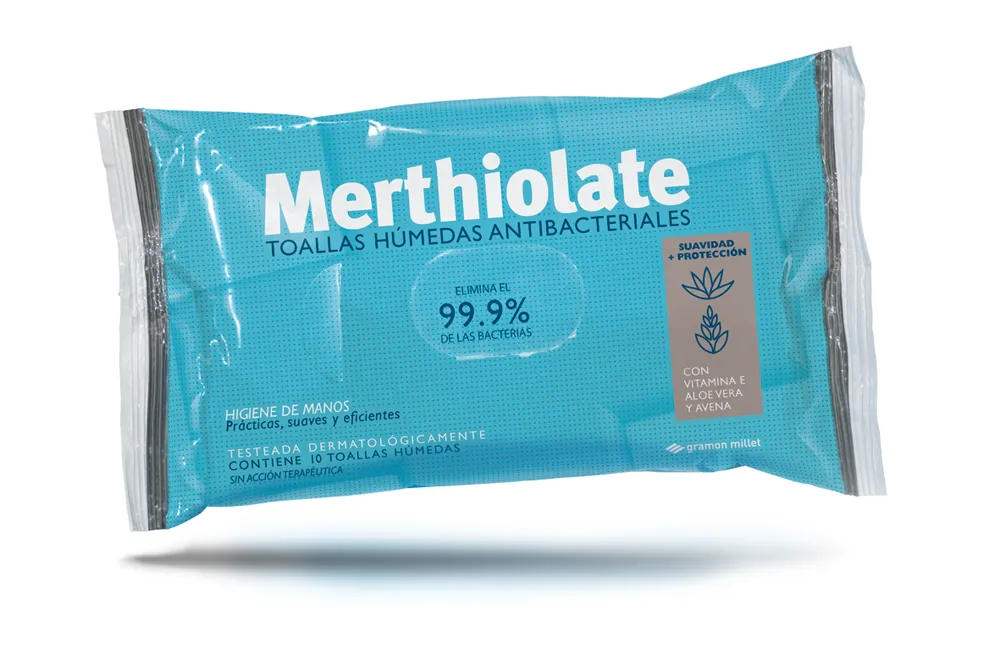 Merthiolate
TOALLAS HÚMEDAS ANTIBACTERIALES
SUAVIDAD
+ PROTECCIÓN
ELIMINA EL
99.9%
DE LAS BACTERIAS
CON
VITAMINA E
ALOE VERA
Y AVENA
HIGIENE DE MANOS
Prácticas, suaves y eficientes
TESTEADA DERMATOLÓGICAMENTE
CONTIENE 10 TOALLAS HÚMEDAS
SIN ACCIÓN TERAPÉUTICA
gramon millet